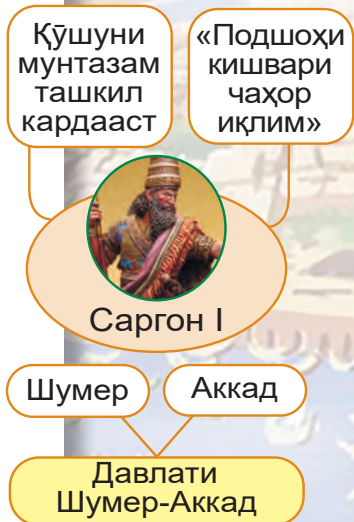 Қӯшуни
мунтазам
ташкил
кардааст
«Подшоҳи
кишвари
чаҳор
иқлим»
Саргон I
Шумер
Аккад
Давлати
Шумер-Аккад